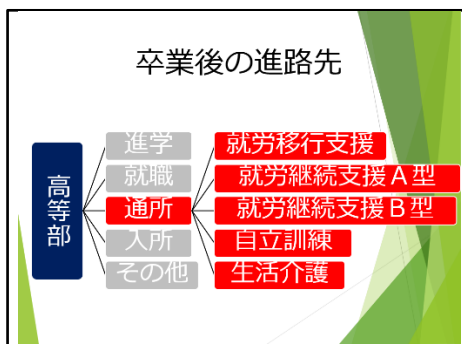 卒業後の進路先
高等部
進学
就職
通所
入所
その他
就労移行支援
就労継続支援A型
就労継続支援B型
自立訓練
生活介護